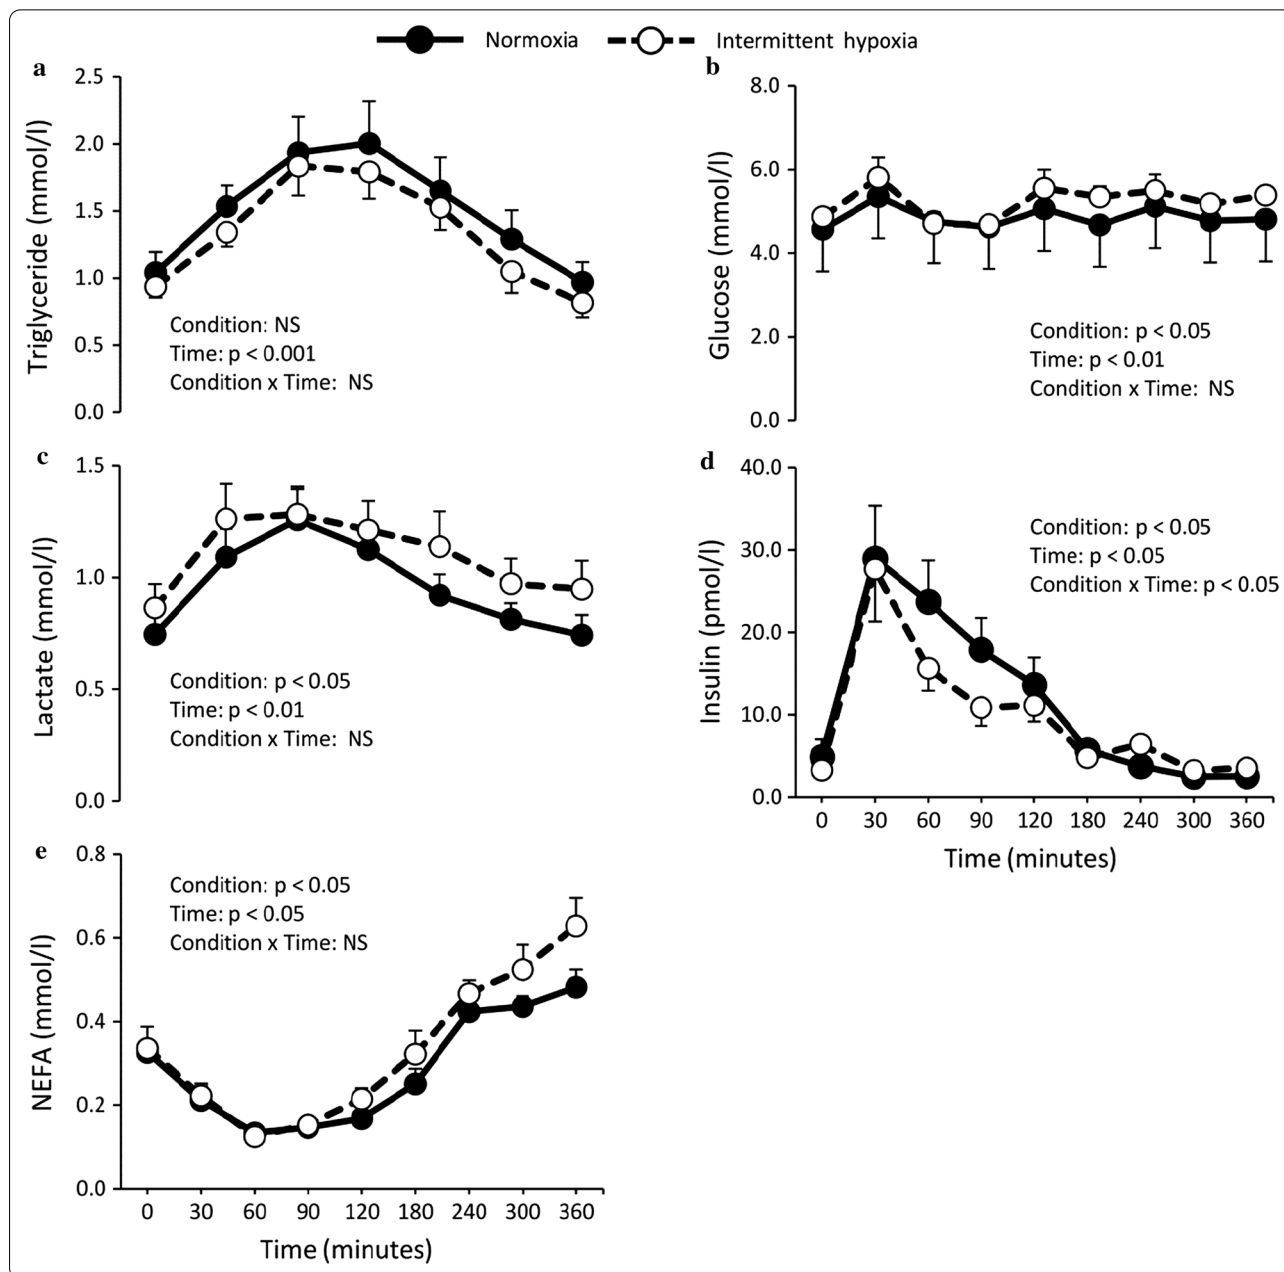 Normoxia
Intermittent hypoxia
a
Triglyceride (mmol/l)
2.5
2.0
1.5
1.0
0.5
0.0
Condition: NS
Time: p < 0.001
Condition x Time: NS
b
Glucose (mmol/l)
8.0
6.0
4.0
2.0
0.0
Condition: p < 0.05
Time: p < 0.01
Condition x Time: NS
c
Lactate (mmol/l)
1.5
1.0
0.5
0.0
Condition: p < 0.05
Time: p < 0.01
Condition x Time: NS
d
Insulin (pmol/l)
40.0
30.0
20.0
10.0
0.0
Condition: p < 0.05
Time: p < 0.05
Condition x Time: p < 0.05
0 30 60 90 120 180 240 300 360
Time (minutes)
e
NEFA (mmol/l)
0.8
0.6
0.4
0.2
0.0
Condition: p < 0.05
Time: p < 0.05
Condition x Time: NS
0 30 60 90 120 180 240 300 360
Time (minutes)